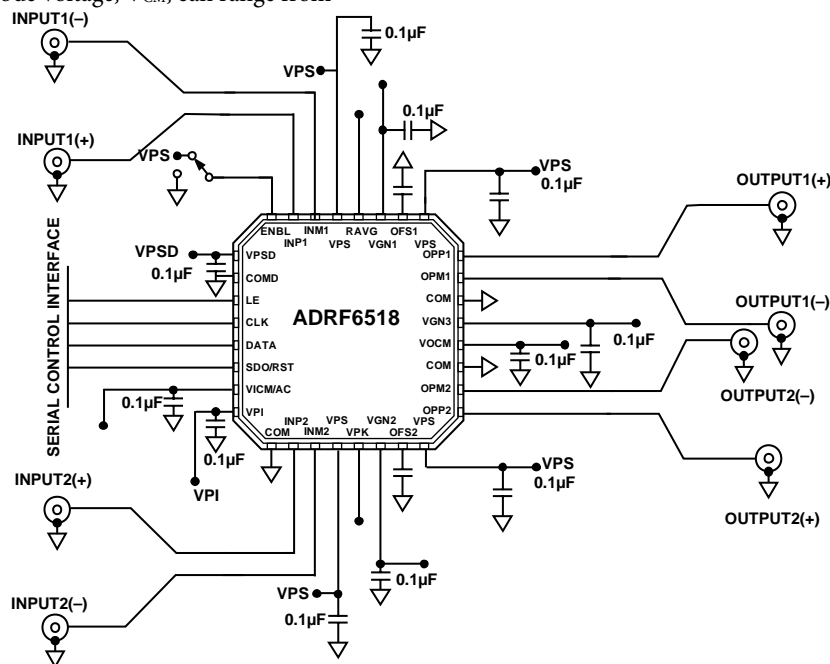 ode voltage, VCM, can range from
INPUT1(–)
0.1µF
VPS
0.1µF
INPUT1(+)
VPS
VPS
0.1µF
OUTPUT1(+)
ENBL INP1 INM1 VPS RAVG VGN1 OFS1 VPS
VPSD
0.1µF
VPSD
COMD
LE
CLK
DATA
SDO/RST
VICM/AC
VPI
SERIAL CONTROL INTERFACE
ADRF6518
OPP1
OPM1
COM
VGN3
VOCM
COM
OPM2
OPP2
OUTPUT1(–)
0.1µF
0.1µF
OUTPUT2(–)
0.1µF
0.1µF
COM INP2 INM2 VPS VPK VGN2 OFS2 VPS
VPI
VPS
0.1µF
INPUT2(+)
OUTPUT2(+)
0.1µF
VPS
0.1µF
INPUT2(–)